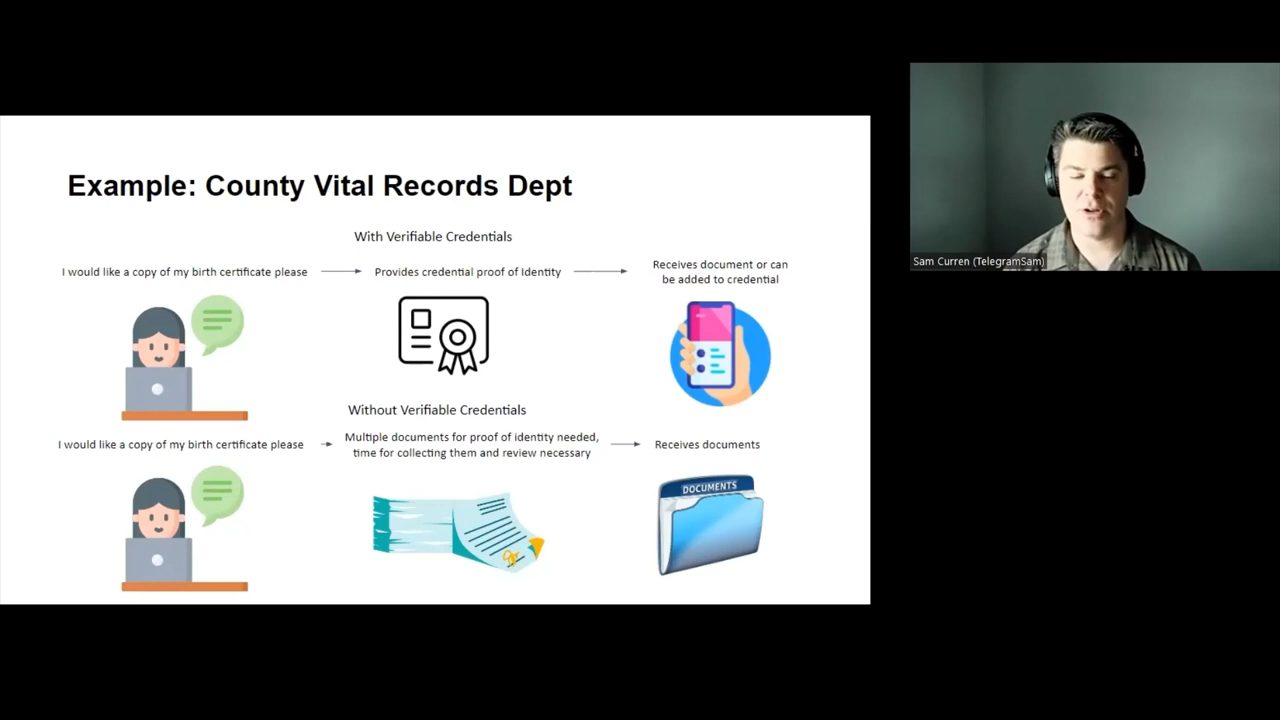 Example: County Vital Records Dept
With Verifiable Credentials
I would like a copy of my birth certificate please
Provides credential proof of Identity
Receives document or can
be added to credential
Without Verifiable Credentials
I would like a copy of my birth certificate please
Multiple documents for proof of identity needed,
time for collecting them and review necessary
Receives documents
DOCUMENTS
Sam Curren (TelegramSam)